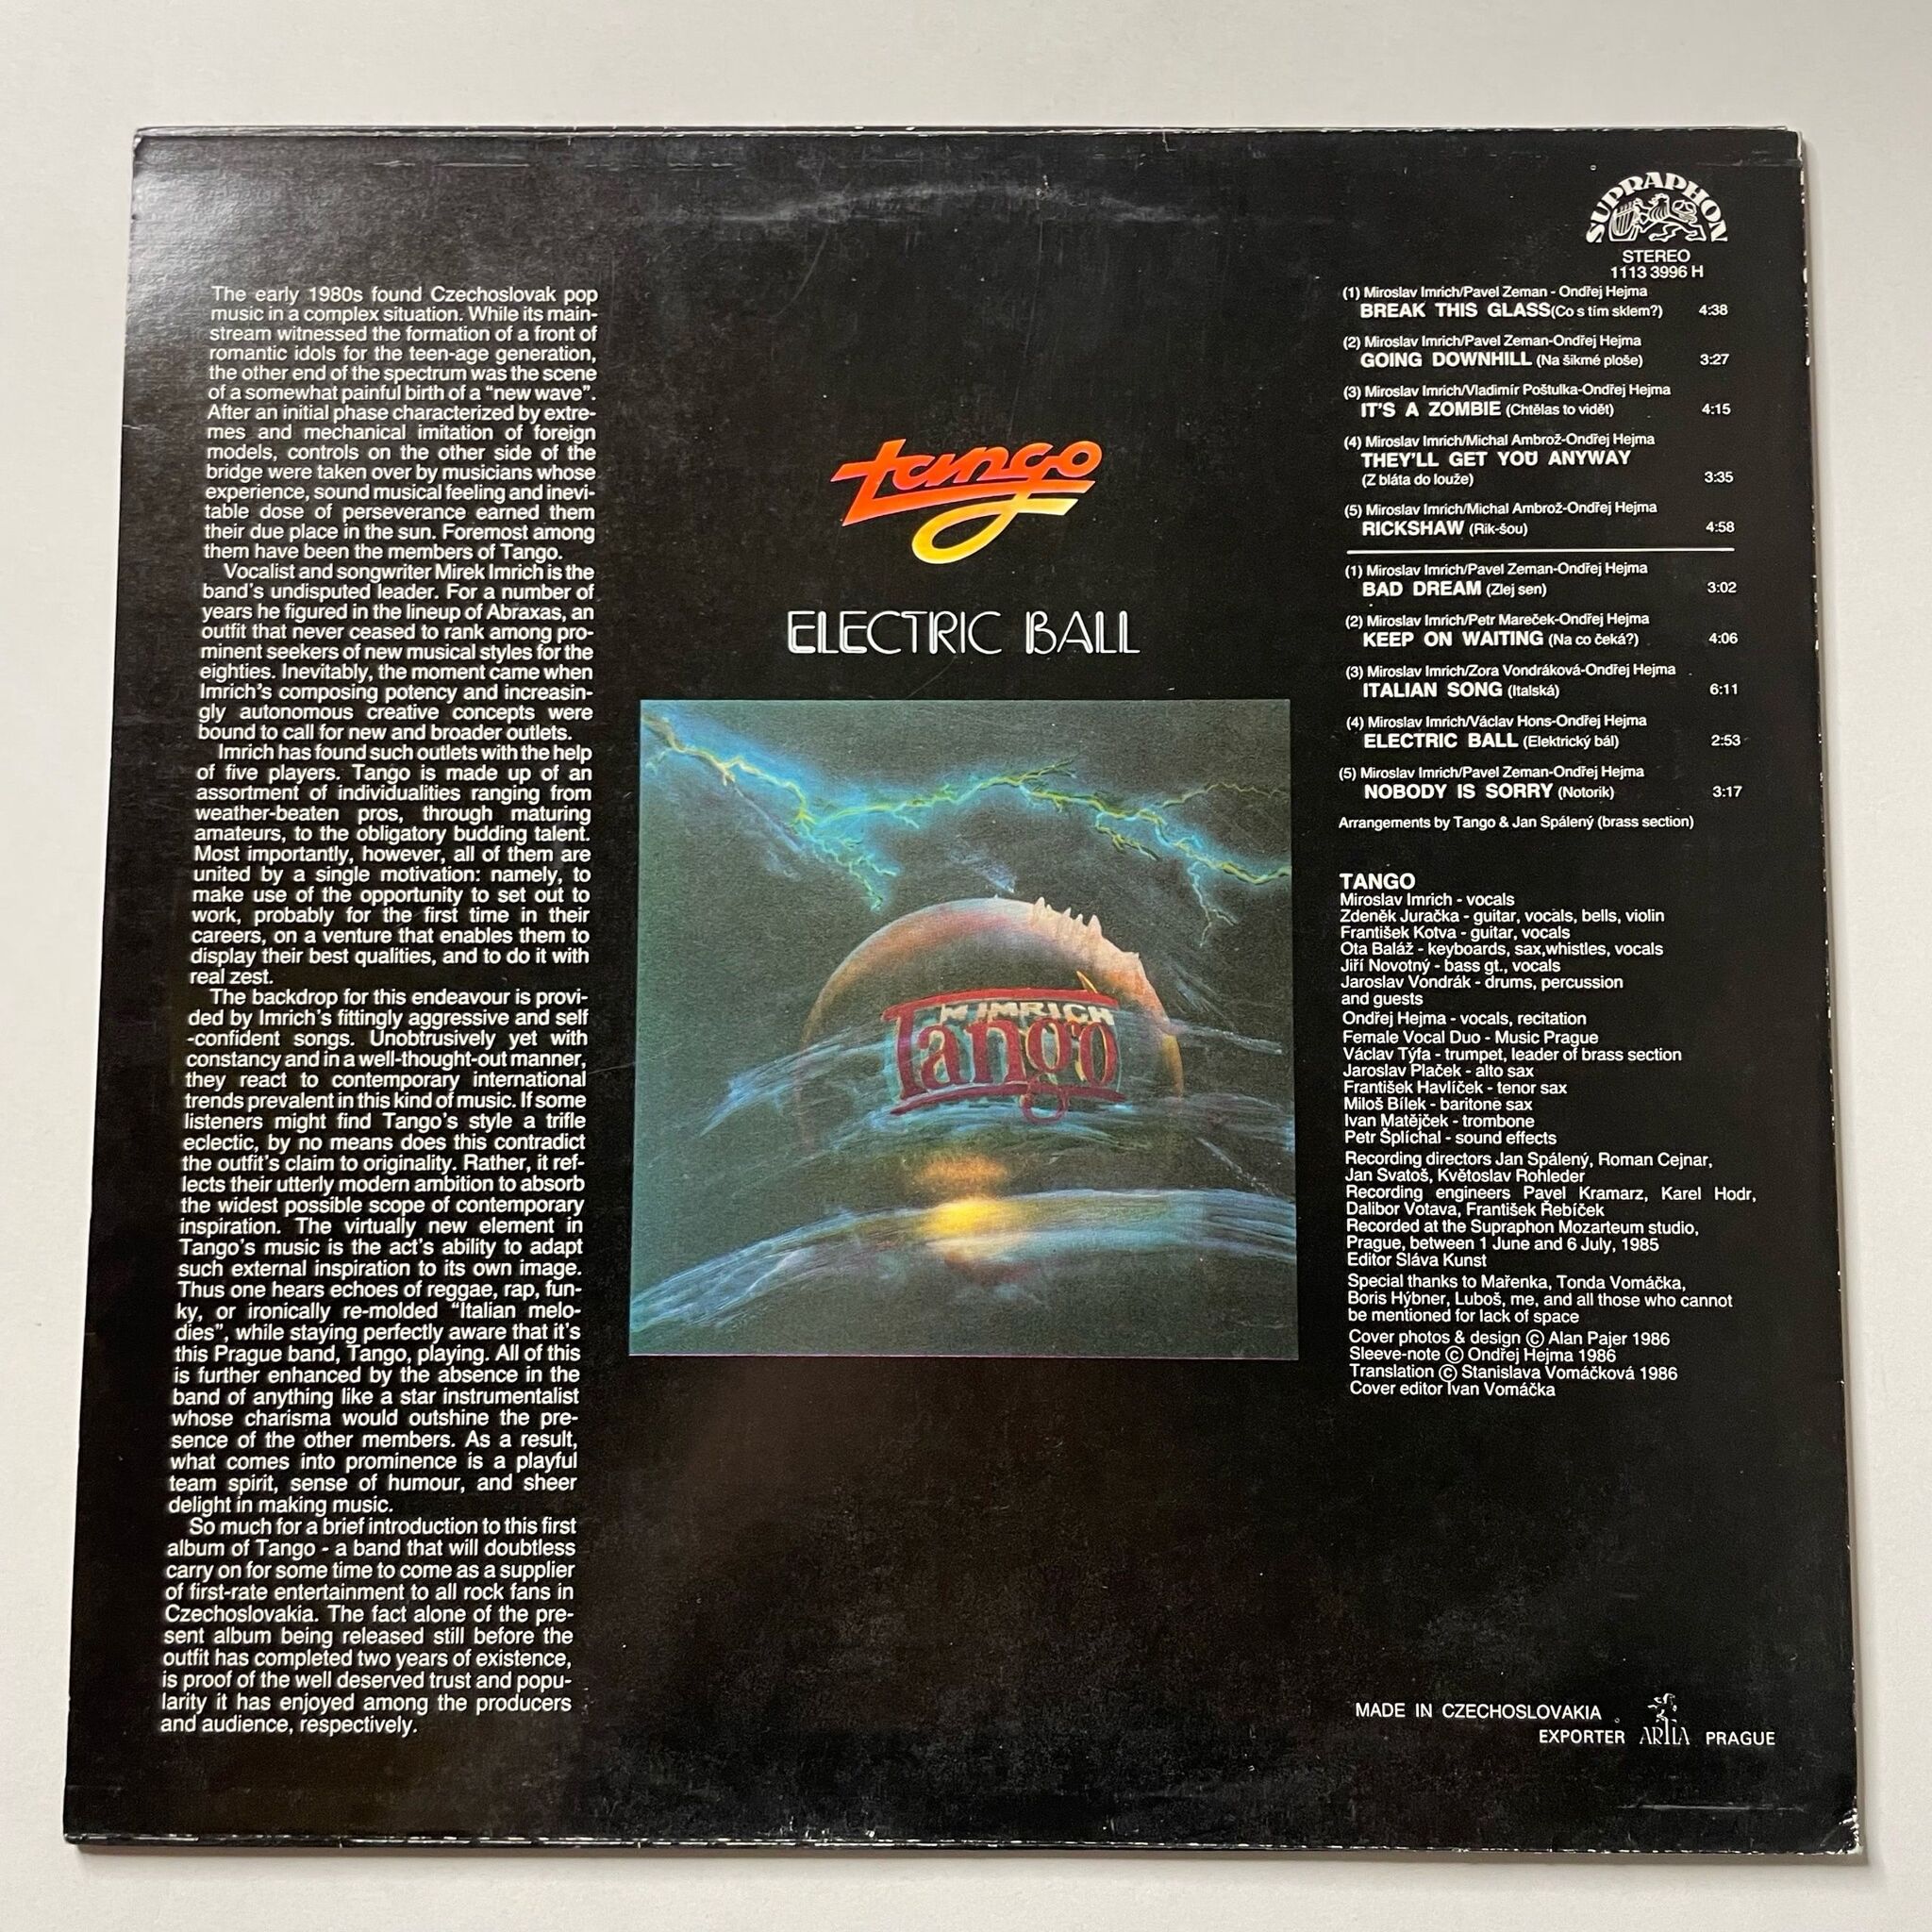 The early 1980s found Czechoslovak pop
music in a complex situation. While its main-
stream witnessed the formation of a front of
romantic idols for the teen-age generation,
the other end of the spectrum was the scene
of a somewhat painful birth of a “new wave”.
After an initial phase characterized by extre-
mes and mechanical imitation of foreign
models, controls on the other side of the
bridge were taken over by musicians whose
experience, sound musical feeling and inevi-
table dose of perseverance earned them
their due place in the sun. Foremost among
them have been the members of Tango.
Vocalist and songwriter Mirek Imrich is the
band's undisputed leader. For a number of
years he figured in the lineup of Abraxas, an
outfit that never ceased to rank among pro-
minent seekers of new musical styles for the
eighties. Inevitably, the moment came when
Imrich's composing potency and increasin-
gly autonomous creative concepts were
bound to call for new and broader outlets.
Imrich has found such outlets with the help
of five players. Tango is made up of an
assortment of individualities ranging from
weather-beaten pros, through maturing
amateurs, to the obligatory budding talent.
Most importantly, however, all of them are
united by a single motivation: namely, to
make use of the opportunity to set out to
work, probably for the first time in their
careers, on a venture that enables them to
display their best qualities, and to do it with
real zest.
The backdrop for this endeavour is provi-
ded by Imrich's fittingly aggressive and self
-confident songs. Unobtrusively yet with
constancy and in a well-thought-out manner,
they react to contemporary international
trends prevalent in this kind of music. If some
listeners might find Tango's style a trifle
eclectic, by no means does this contradict
the outfit's claim to originality. Rather, it ref-
lects their utterly modern ambition to absorb
the widest possible scope of contemporary
inspiration. The virtually new element in
Tango's music is the act's ability to adapt
such external inspiration to its own image.
Thus one hears echoes of reggae, rap, fun-
ky, or ironically re-molded “Italian melo-
dies”, while staying perfectly aware that it's
this Prague band, Tango, playing. All of this
is further enhanced by the absence in the
band of anything like a star instrumentalist
whose charisma would outshine the pre-
sence of the other members. As a result,
what comes into prominence is a playful
team spirit, sense of humour, and sheer
delight in making music.
So much for a brief introduction to this first
album of Tango - a band that will doubtless
carry on for some time to come as a supplier
of first-rate entertainment to all rock fans in
Czechoslovakia. The fact alone of the pre-
sent album being released still before the
outfit has completed two years of existence,
is proof of the well deserved trust and popu-
larity it has enjoyed among the producers
and audience, respectively.
tango
ELECTRIC BALL
M. IMRICH
Tango
SUPRAPHON
STEREO
1113 3996 H
(1) Miroslav Imrich/Pavel Zeman - Ondřej Hejma
BREAK THIS GLASS(Co s tím sklem?) 4:38
(2) Miroslav Imrich/Pavel Zeman-Ondřej Hejma
GOING DOWNHILL (Na šikmé ploše) 3:27
(3) Miroslav Imrich/Vladimír Poštulka-Ondřej Hejma
IT'S A ZOMBIE (Chtělas to vidět) 4:15
(4) Miroslav Imrich/Michal Ambrož-Ondřej Hejma
THEY'LL GET YOU ANYWAY
(Z bláta do louže) 3:35
(5) Miroslav Imrich/Michal Ambrož-Ondřej Hejma
RICKSHAW (Rik-šou) 4:58
(1) Miroslav Imrich/Pavel Zeman-Ondřej Hejma
BAD DREAM (Zlej sen) 3:02
(2) Miroslav Imrich/Petr Mareček-Ondřej Hejma
KEEP ON WAITING (Na co čeká?) 4:06
(3) Miroslav Imrich/Zora Vondráková-Ondřej Hejma
ITALIAN SONG (Italská) 6:11
(4) Miroslav Imrich/Václav Hons-Ondřej Hejma
ELECTRIC BALL (Elektrický bál) 2:53
(5) Miroslav Imrich/Pavel Zeman-Ondřej Hejma
NOBODY IS SORRY (Notorik) 3:17
Arrangements by Tango & Jan Spálený (brass section)
TANGO
Miroslav Imrich - vocals
Zdeněk Juračka - guitar, vocals, bells, violin
František Kotva - guitar, vocals
Ota Baláž - keyboards, sax,whistles, vocals
Jiří Novotný - bass gt., vocals
Jaroslav Vondrák - drums, percussion
and guests
Ondřej Hejma - vocals, recitation
Female Vocal Duo - Music Prague
Václav Týfa - trumpet, leader of brass section
Jaroslav Plaček - alto sax
František Havlíček - tenor sax
Miloš Bílek - baritone sax
Ivan Matějček - trombone
Petr Šplíchal - sound effects
Recording directors Jan Spálený, Roman Cejnar,
Jan Svatoš, Květoslav Rohleder
Recording engineers Pavel Kramarz, Karel Hodr,
Dalibor Votava, František Řebíček
Recorded at the Supraphon Mozarteum studio,
Prague, between 1 June and 6 July, 1985
Editor Sláva Kunst
Special thanks to Mařenka, Tonda Vomáčka,
Boris Hýbner, Luboš, me, and all those who cannot
be mentioned for lack of space
Cover photos & design © Alan Pajer 1986
Sleeve-note © Ondřej Hejma 1986
Translation © Stanislava Vomáčková 1986
Cover editor Ivan Vomáčka
MADE IN CZECHOSLOVAKIA
EXPORTER ARTIA PRAGUE